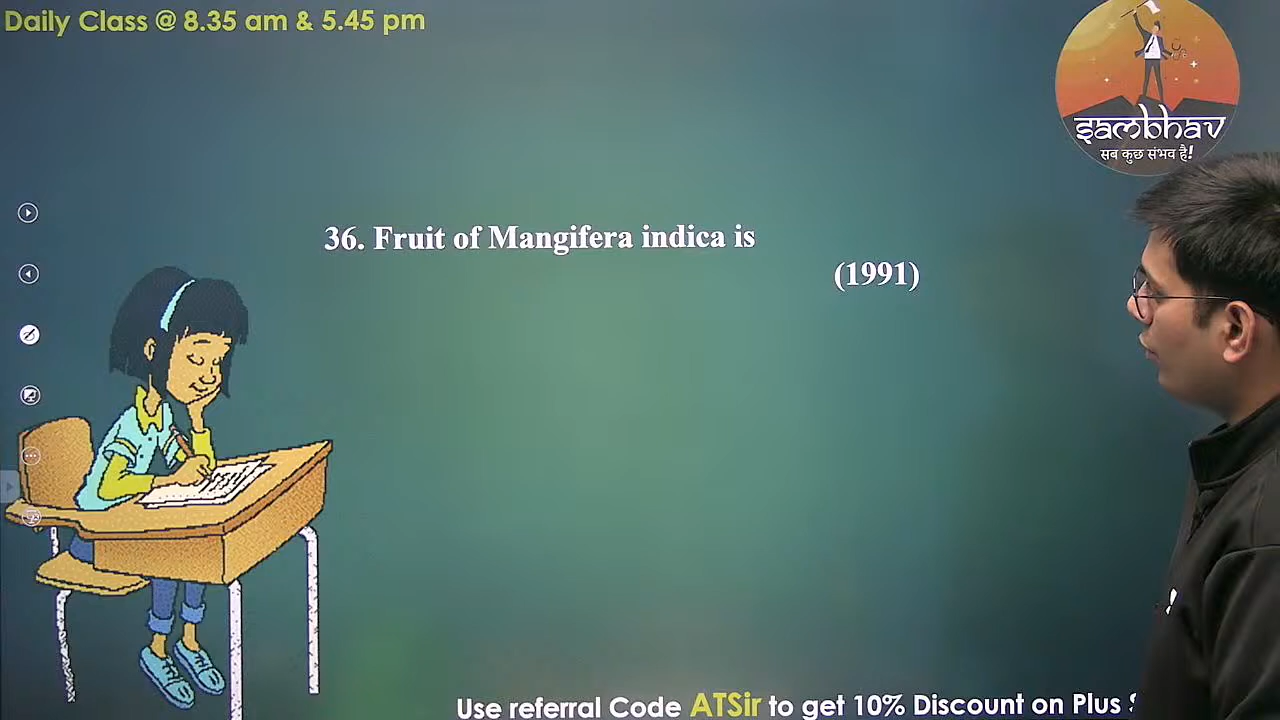 Daily Class @ 8.35 am & 5.45 pm
sambhav
सब कुछ संभव है!
36. Fruit of Mangifera indica is
(1991)
Use referral Code ATSir to get 10% Discount on Plus